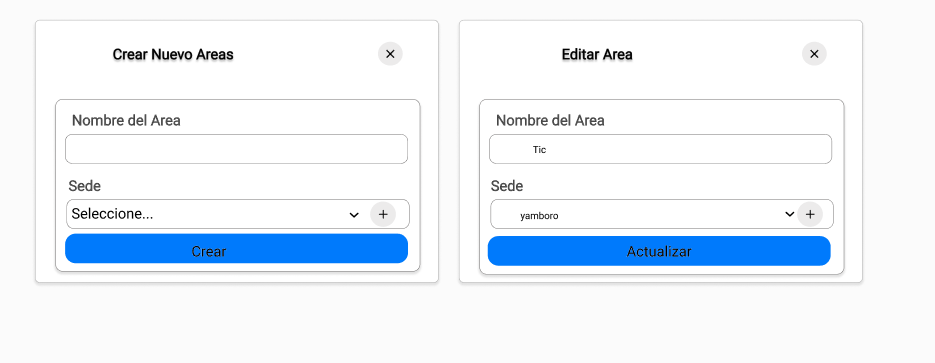 Crear Nuevo Areas
Nombre del Area
Sede
Seleccione...
Crear
Editar Area
Nombre del Area
Tic
Sede
yamboro
Actualizar